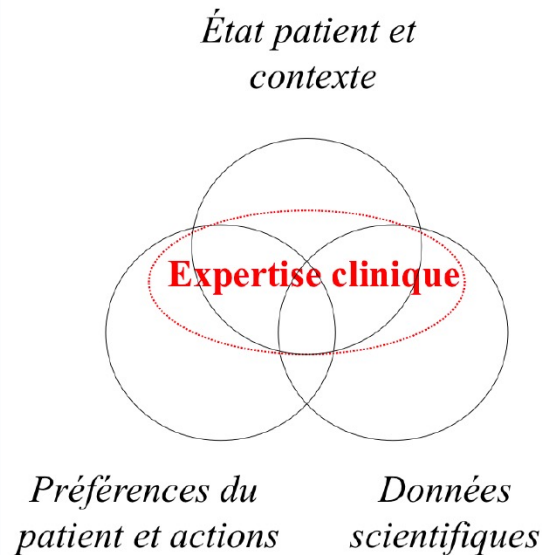 État patient et
contexte
Expertise clinique
Préférences du
patient et actions
Données
scientifiques